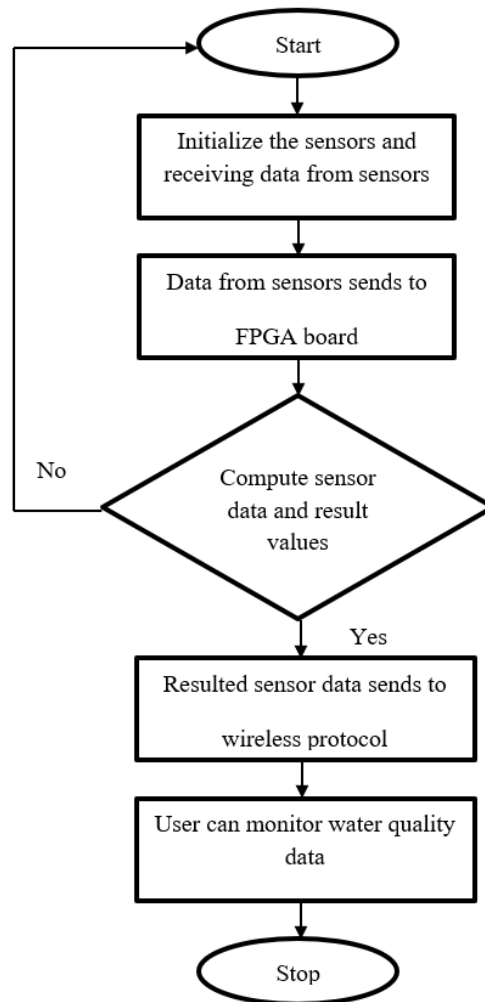 Start
Initialize the sensors and
receiving data from sensors
Data from sensors sends to
FPGA board
No
Compute sensor
data and result
values
Yes
Resulted sensor data sends to
wireless protocol
User can monitor water quality
data
Stop